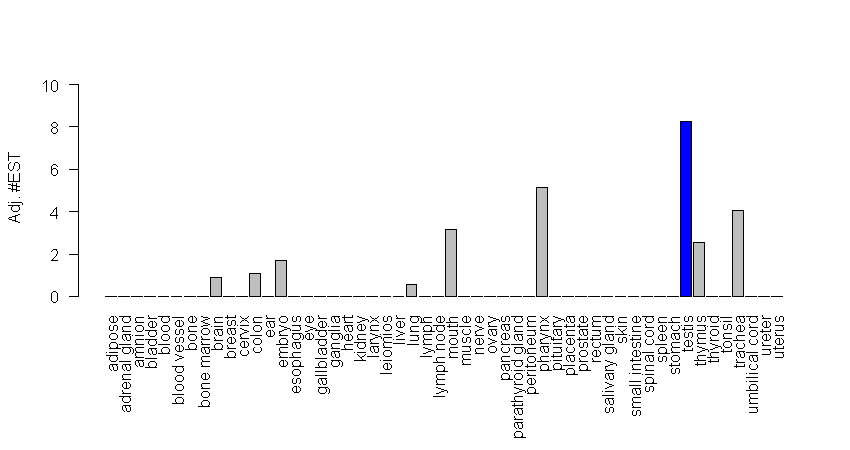 10
8
6
4
2
0
Adj. #EST
adipose
adrenal gland
amnion
bladder
blood
blood vessel
bone
bone marrow
brain
breast
cervix
colon
ear
embryo
esophagus
eye
gallbladder
ganglia
heart
kidney
larynx
leiomios
liver
lung
lymph
lymph node
mouth
muscle
nerve
ovary
pancreas
parathyroid gland
peritoneum
pharynx
pituitary
placenta
prostate
rectum
salivary gland
skin
small intestine
spinal cord
spleen
stomach
testis
thymus
thyroid
tonsil
trachea
umbilical cord
ureter
uterus